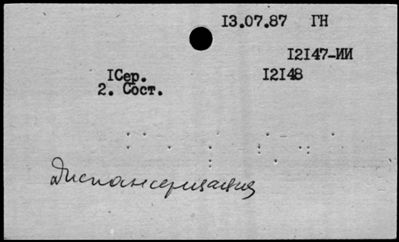 13.07.87 ГН
12147-ИИ
1Сер. 12148
2. Сост.
Диспансеризация